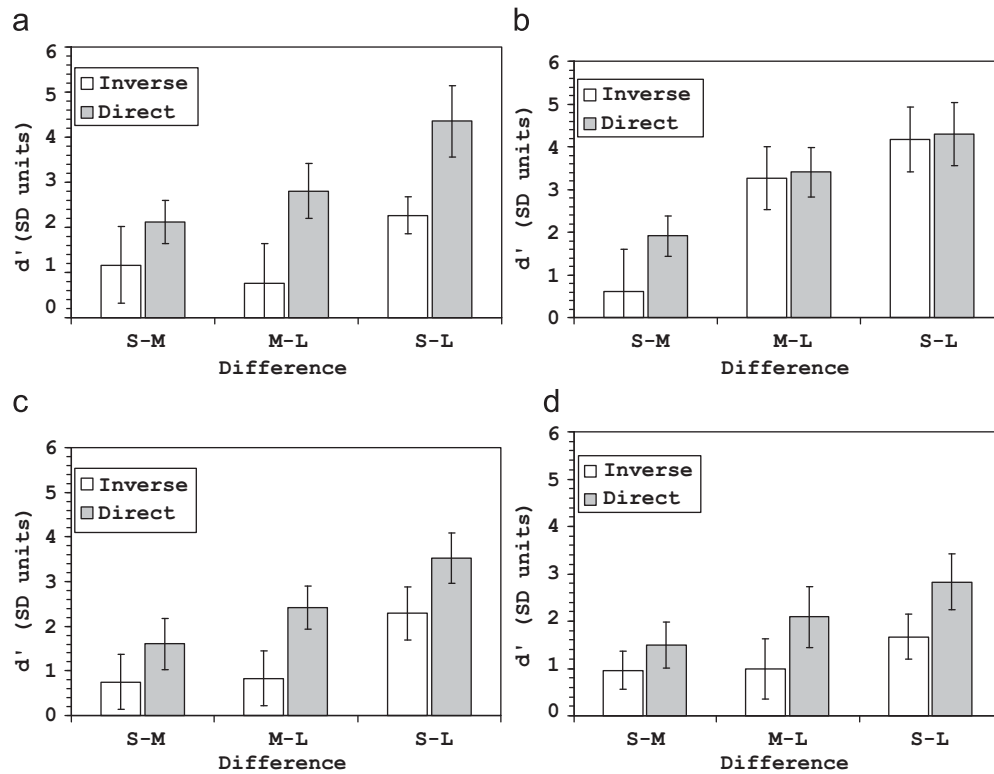 a
6
5
4
3
2
1
0
d' (SD units)
Inverse
Direct
S-M M-L S-L
Difference
b
6
5
4
3
2
1
0
d' (SD units)
Inverse
Direct
S-M M-L S-L
Difference
c
6
5
4
3
2
1
0
d' (SD units)
Inverse
Direct
S-M M-L S-L
Difference
d
6
5
4
3
2
1
0
d' (SD units)
Inverse
Direct
S-M M-L S-L
Difference